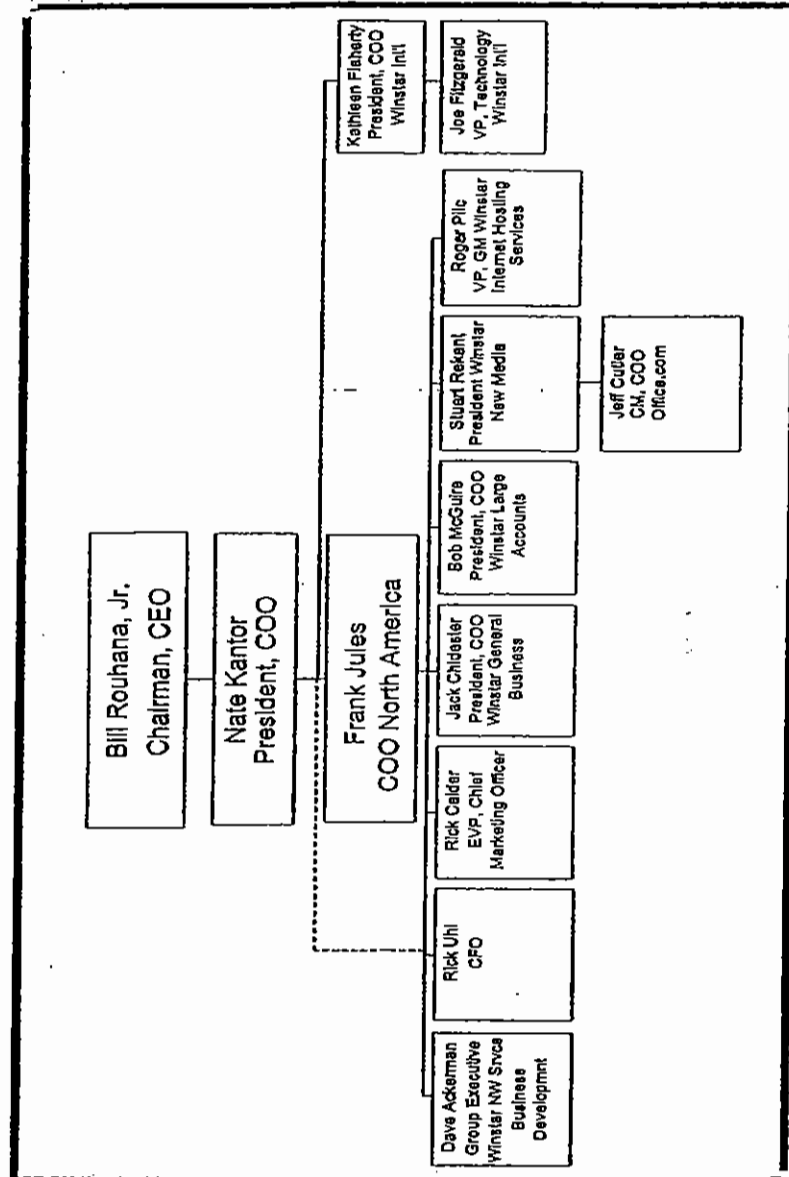 Bill Rouhana, Jr.
Chairman, CEO
Nate Kantor
President, COO
Frank Jules
COO North America
Kathleen Flaherty
President, COO
Winstar Int'l
Joe Fitzgerald
VP, Technology
Winstar Int'l
Dave Ackerman
Group Executive
Winstar NW Srvcs
Business
Developmnt
Rick Uhl
CFO
Rick Calder
EVP, Chief
Marketing Officer
Jack Chidester
President, COO
Winstar General
Business
Bob McGuire
President, COO
Winstar Large
Accounts
Stuart Rekant,
President Winstar
New Media
Roger Pilc
VP, GM Winstar
Internet Hosting
Services
Jeff Cutler
CM, COO
Office.com